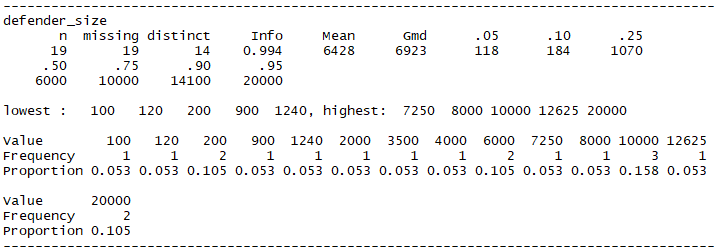 defender_size
n missing distinct Info Mean Gmd .05 .10 .25
19 19 14 0.994 6428 6923 118 184 1070
.50 .75 .90 .95
6000 10000 14100 20000
lowest : 100 120 200 900 1240, highest: 7250 8000 10000 12625 20000
Value 100 120 200 900 1240 2000 3500 4000 6000 7250 8000 10000 12625
Frequency 1 1 2 1 1 1 1 1 2 1 1 3 1
Proportion 0.053 0.053 0.105 0.053 0.053 0.053 0.053 0.053 0.105 0.053 0.053 0.158 0.053
Value 20000
Frequency 2
Proportion 0.105